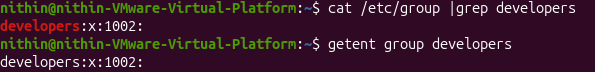 nithin@nithin-VMware-Virtual-Platform:~$ cat /etc/group |grep developers
developers:x:1002:
nithin@nithin-VMware-Virtual-Platform:~$ getent group developers
developers:x:1002: